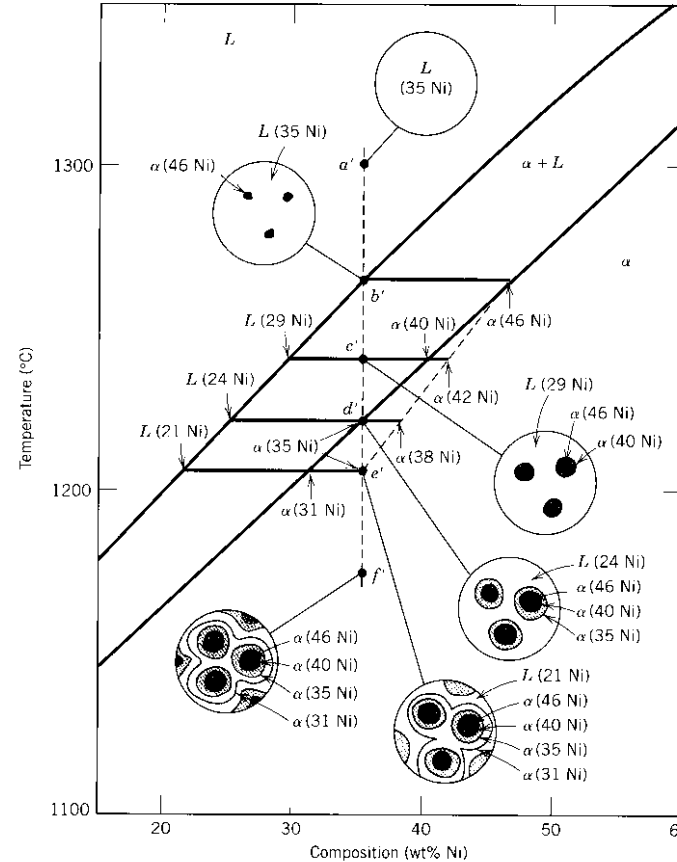 L
L
(35 Ni)
L (35 Ni)
α (46 Ni)
1300
a′
α + L
α
b′
L (29 Ni)
α (40 Ni)
α (46 Ni)
c′
L (24 Ni)
α (42 Ni)
L (29 Ni)
d′
α (46 Ni)
L (21 Ni)
α (35 Ni)
α (38 Ni)
α (40 Ni)
Temperature (°C)
1200
e′
α (31 Ni)
L (24 Ni)
f′
α (46 Ni)
α (40 Ni)
α (35 Ni)
α (46 Ni)
α (40 Ni)
α (35 Ni)
α (31 Ni)
L (21 Ni)
α (46 Ni)
α (40 Ni)
α (35 Ni)
α (31 Ni)
1100
20
30
40
50
Composition (wt% Ni)